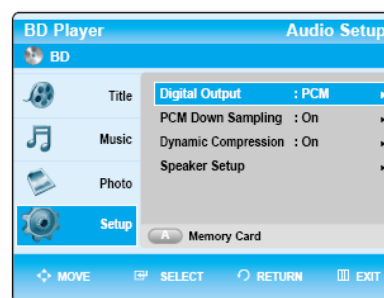 BD Player Audio Setup
BD
Title
Music
Photo
Setup
Digital Output : PCM
PCM Down Sampling : On
Dynamic Compression : On
Speaker Setup
A Memory Card
MOVE SELECT RETURN EXIT